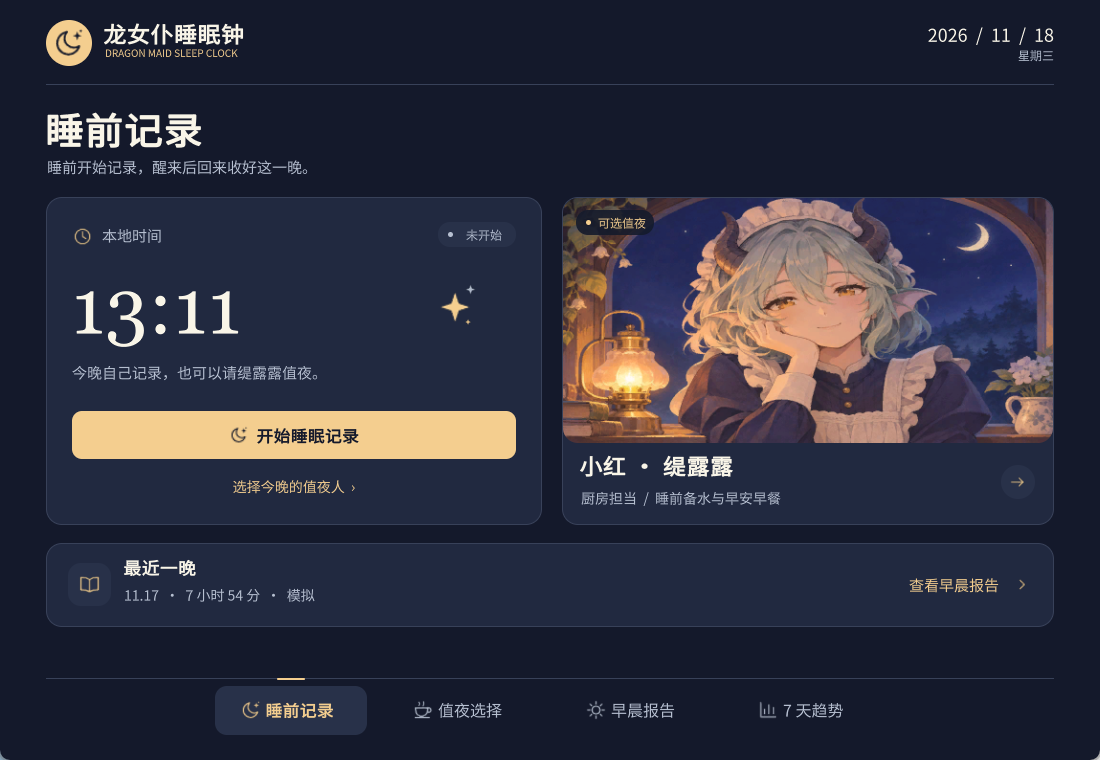 龙女仆睡眠钟
DRAGON MAID SLEEP CLOCK
2026 / 11 / 18
星期三
睡前记录
睡前开始记录，醒来后回来收好这一晚。
本地时间
未开始
13:11
今晚自己记录，也可以请缇露露值夜。
开始睡眠记录
选择今晚的值夜人 ›
可选值夜
小红 · 缇露露
厨房担当 / 睡前备水与早安早餐
最近一晚
11.17 · 7 小时 54 分 · 模拟
查看早晨报告
睡前记录
值夜选择
早晨报告
7 天趋势